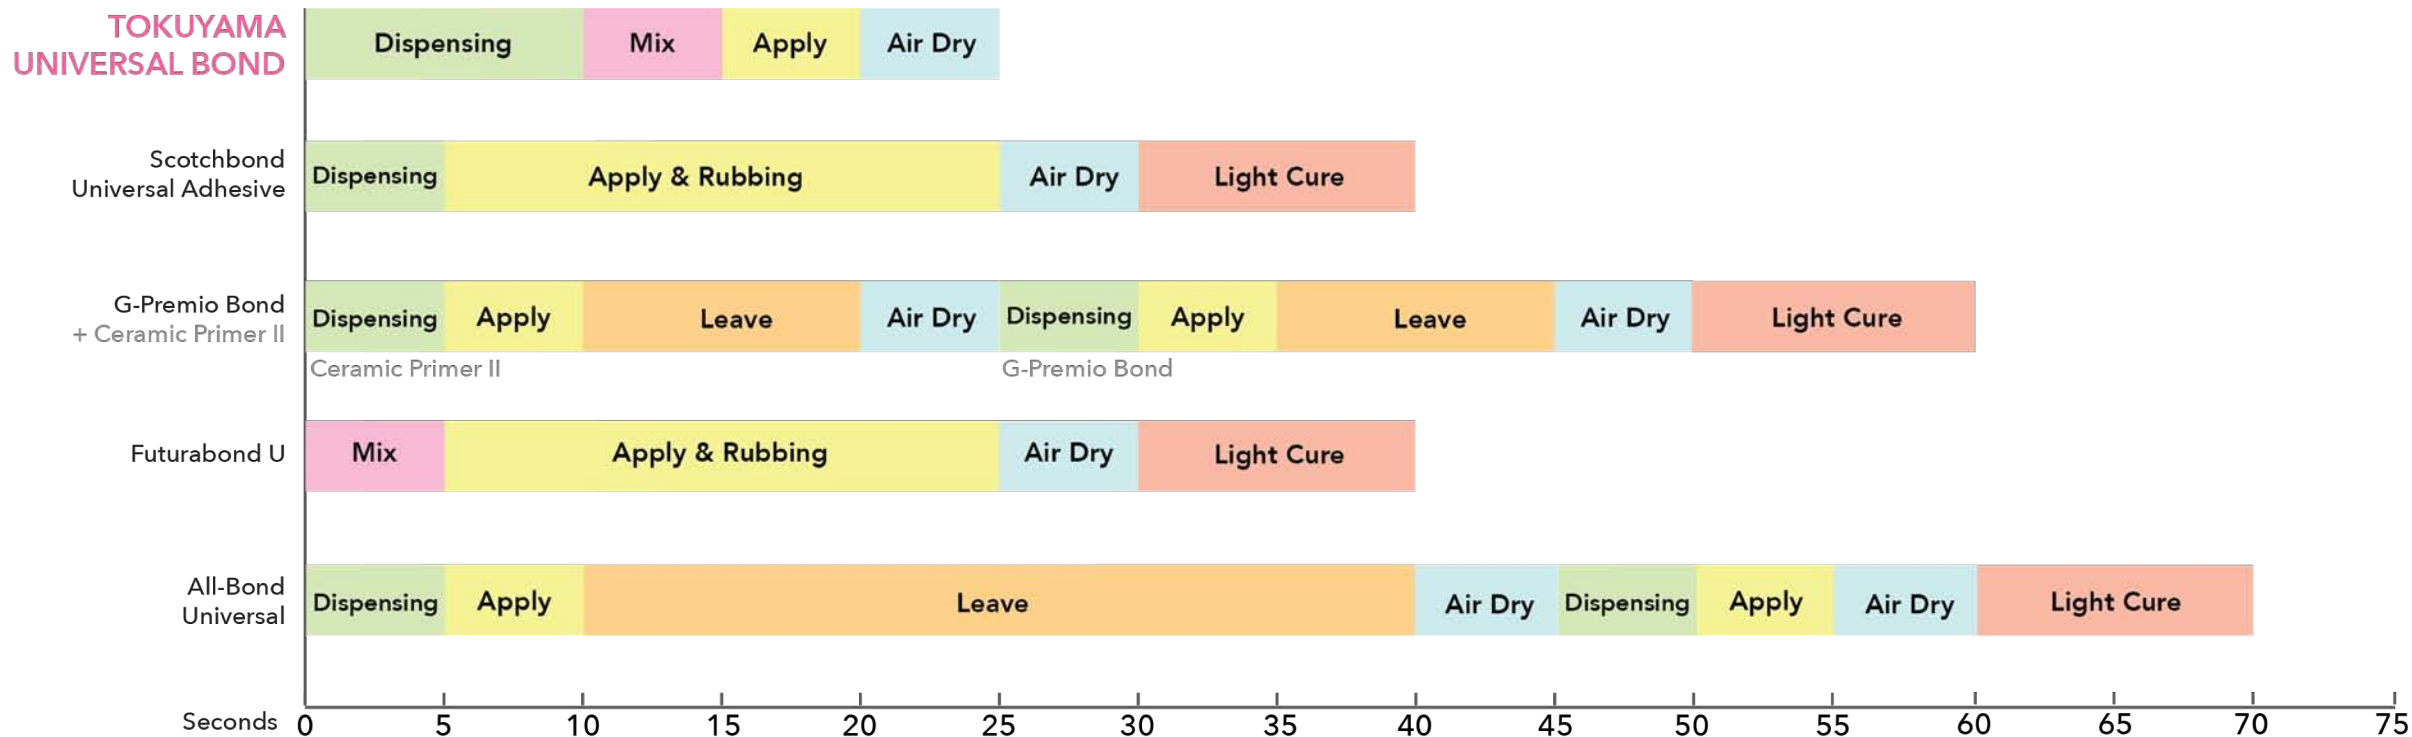 TOKUYAMA
UNIVERSAL BOND
Dispensing Mix Apply Air Dry
Scotchbond
Universal Adhesive
Dispensing Apply & Rubbing Air Dry Light Cure
G-Premio Bond
+ Ceramic Primer II
Dispensing Apply Leave Air Dry Dispensing Apply Leave Air Dry Light Cure
Ceramic Primer II G-Premio Bond
Futurabond U
Mix Apply & Rubbing Air Dry Light Cure
All-Bond
Universal
Dispensing Apply Leave Air Dry Dispensing Apply Air Dry Light Cure
Seconds 0 5 10 15 20 25 30 35 40 45 50 55 60 65 70 75